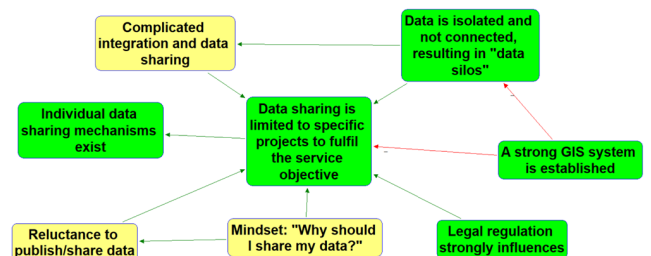 Complicated
integration and data
sharing
Data is isolated and
not connected,
resulting in "data
silos"
Individual data
sharing mechanisms
exist
Data sharing is
limited to specific
projects to fulfil
the service
objective
A strong GIS system
is established
Reluctance to
publish/share data
Mindset: "Why should
I share my data?"
Legal regulation
strongly influences